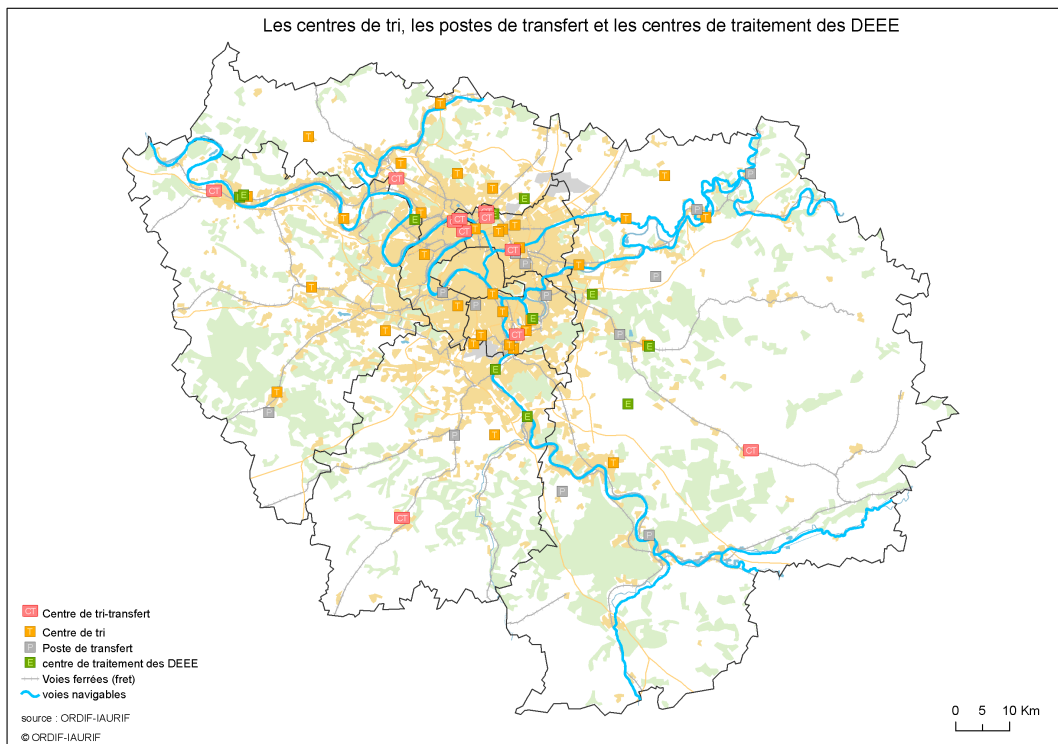 Les centres de tri, les postes de transfert et les centres de traitement des DEEE
CT Centre de tri-transfert
T Centre de tri
P Poste de transfert
E centre de traitement des DEEE
Voies ferrées (fret)
voies navigables
source : ORDIF-IAURIF
© ORDIF-IAURIF
0 5 10 Km